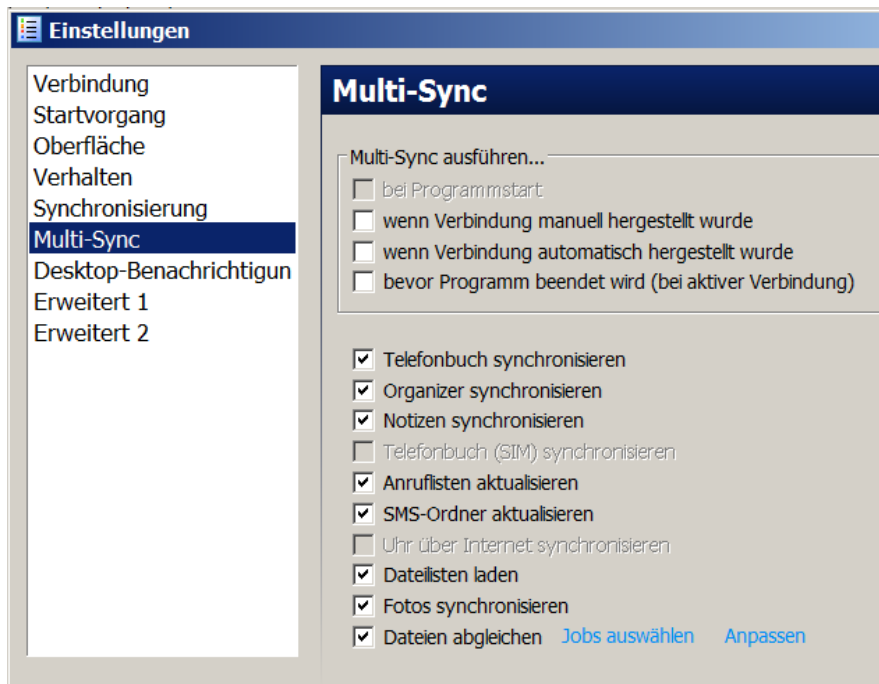 Einstellungen
Verbindung
Startvorgang
Oberfläche
Verhalten
Synchronisierung
Multi-Sync
Desktop-Benachrichtigun
Erweitert 1
Erweitert 2
Multi-Sync
Multi-Sync ausführen...
bei Programmstart
wenn Verbindung manuell hergestellt wurde
wenn Verbindung automatisch hergestellt wurde
bevor Programm beendet wird (bei aktiver Verbindung)
Telefonbuch synchronisieren
Organizer synchronisieren
Notizen synchronisieren
Telefonbuch (SIM) synchronisieren
Anruflisten aktualisieren
SMS-Ordner aktualisieren
Uhr über Internet synchronisieren
Dateilisten laden
Fotos synchronisieren
Dateien abgleichen Jobs auswählen Anpassen